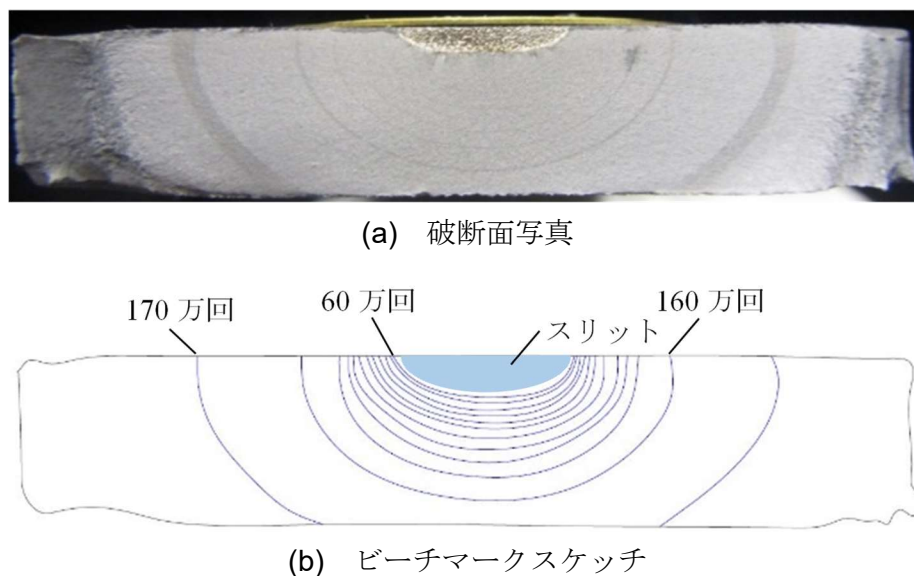 (a) 破断面写真
170 万回
60 万回
160 万回
スリット
(b) ビーチマークスケッチ